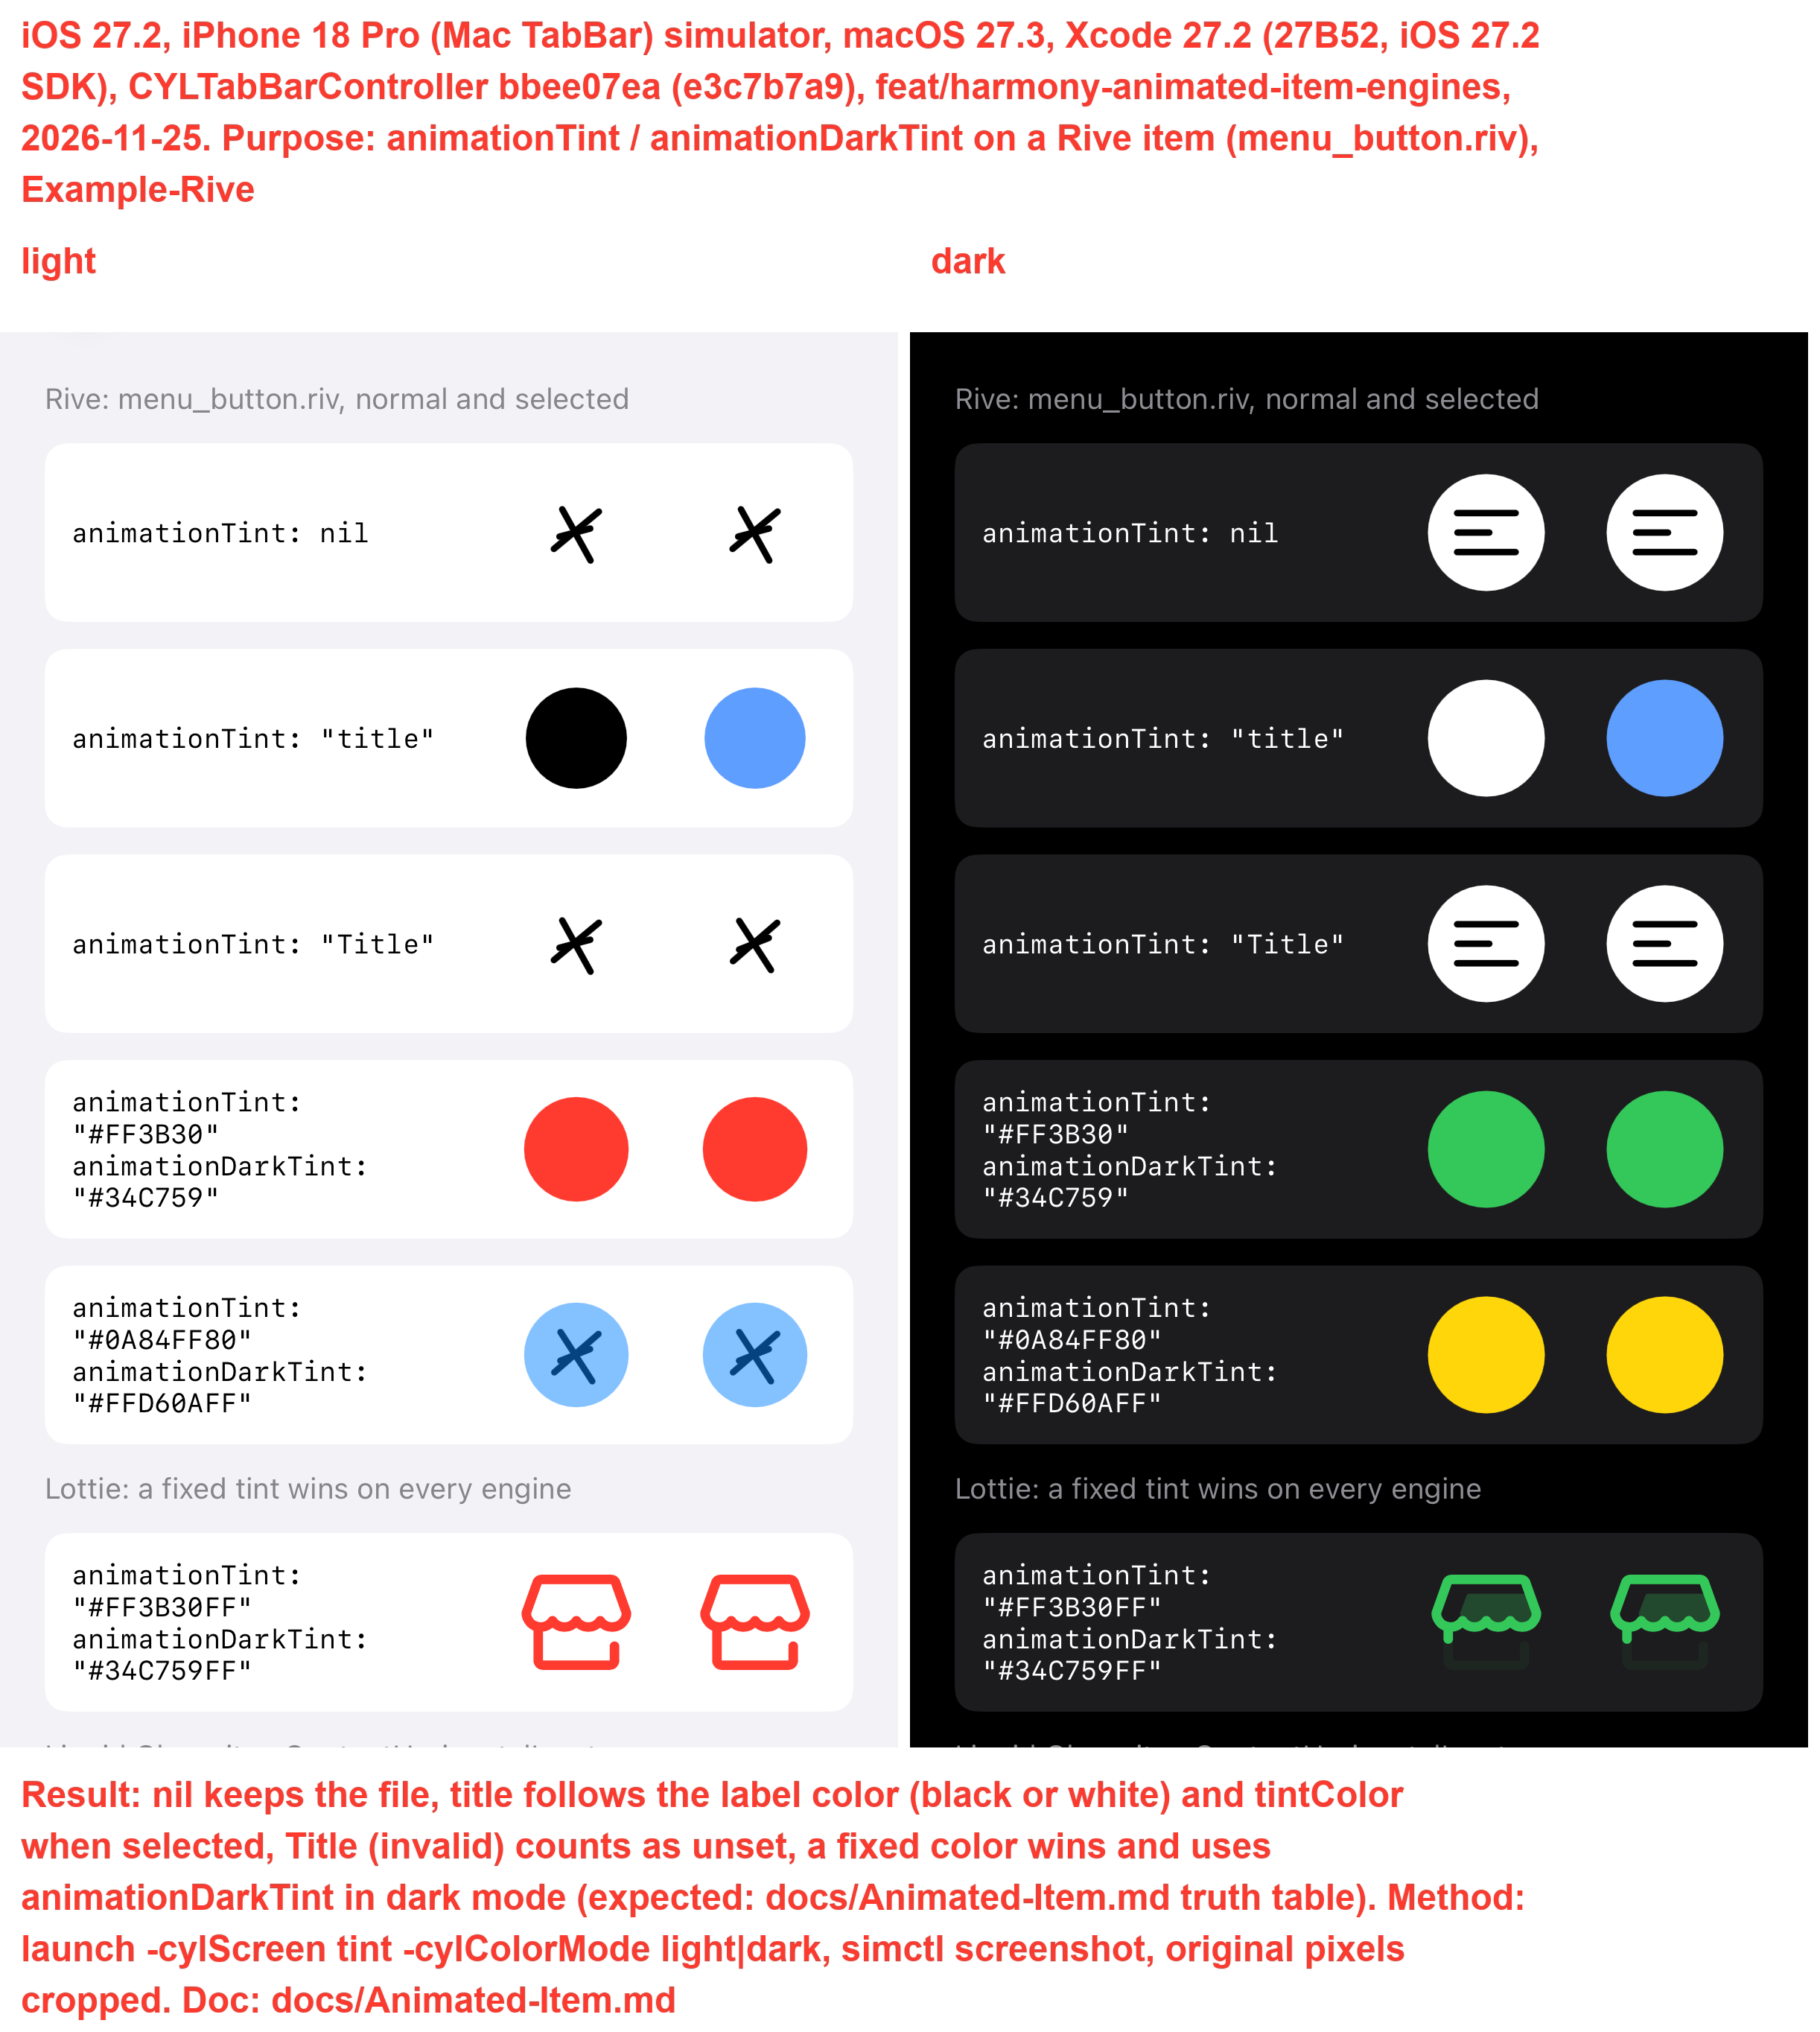 iOS 27.2, iPhone 18 Pro (Mac TabBar) simulator, macOS 27.3, Xcode 27.2 (27B52, iOS 27.2
SDK), CYLTabBarController bbee07ea (e3c7b7a9), feat/harmony-animated-item-engines,
2026-11-25. Purpose: animationTint / animationDarkTint on a Rive item (menu_button.riv),
Example-Rive
light
Rive: menu_button.riv, normal and selected
animationTint: nil
animationTint: "title"
animationTint: "Title"
animationTint:
"#FF3B30"
animationDarkTint:
"#34C759"
animationTint:
"#0A84FF80"
animationDarkTint:
"#FFD60AFF"
Lottie: a fixed tint wins on every engine
animationTint:
"#FF3B30FF"
animationDarkTint:
"#34C759FF"
dark
Rive: menu_button.riv, normal and selected
animationTint: nil
animationTint: "title"
animationTint: "Title"
animationTint:
"#FF3B30"
animationDarkTint:
"#34C759"
animationTint:
"#0A84FF80"
animationDarkTint:
"#FFD60AFF"
Lottie: a fixed tint wins on every engine
animationTint:
"#FF3B30FF"
animationDarkTint:
"#34C759FF"
Result: nil keeps the file, title follows the label color (black or white) and tintColor
when selected, Title (invalid) counts as unset, a fixed color wins and uses
animationDarkTint in dark mode (expected: docs/Animated-Item.md truth table). Method:
launch -cylScreen tint -cylColorMode light|dark, simctl screenshot, original pixels
cropped. Doc: docs/Animated-Item.md